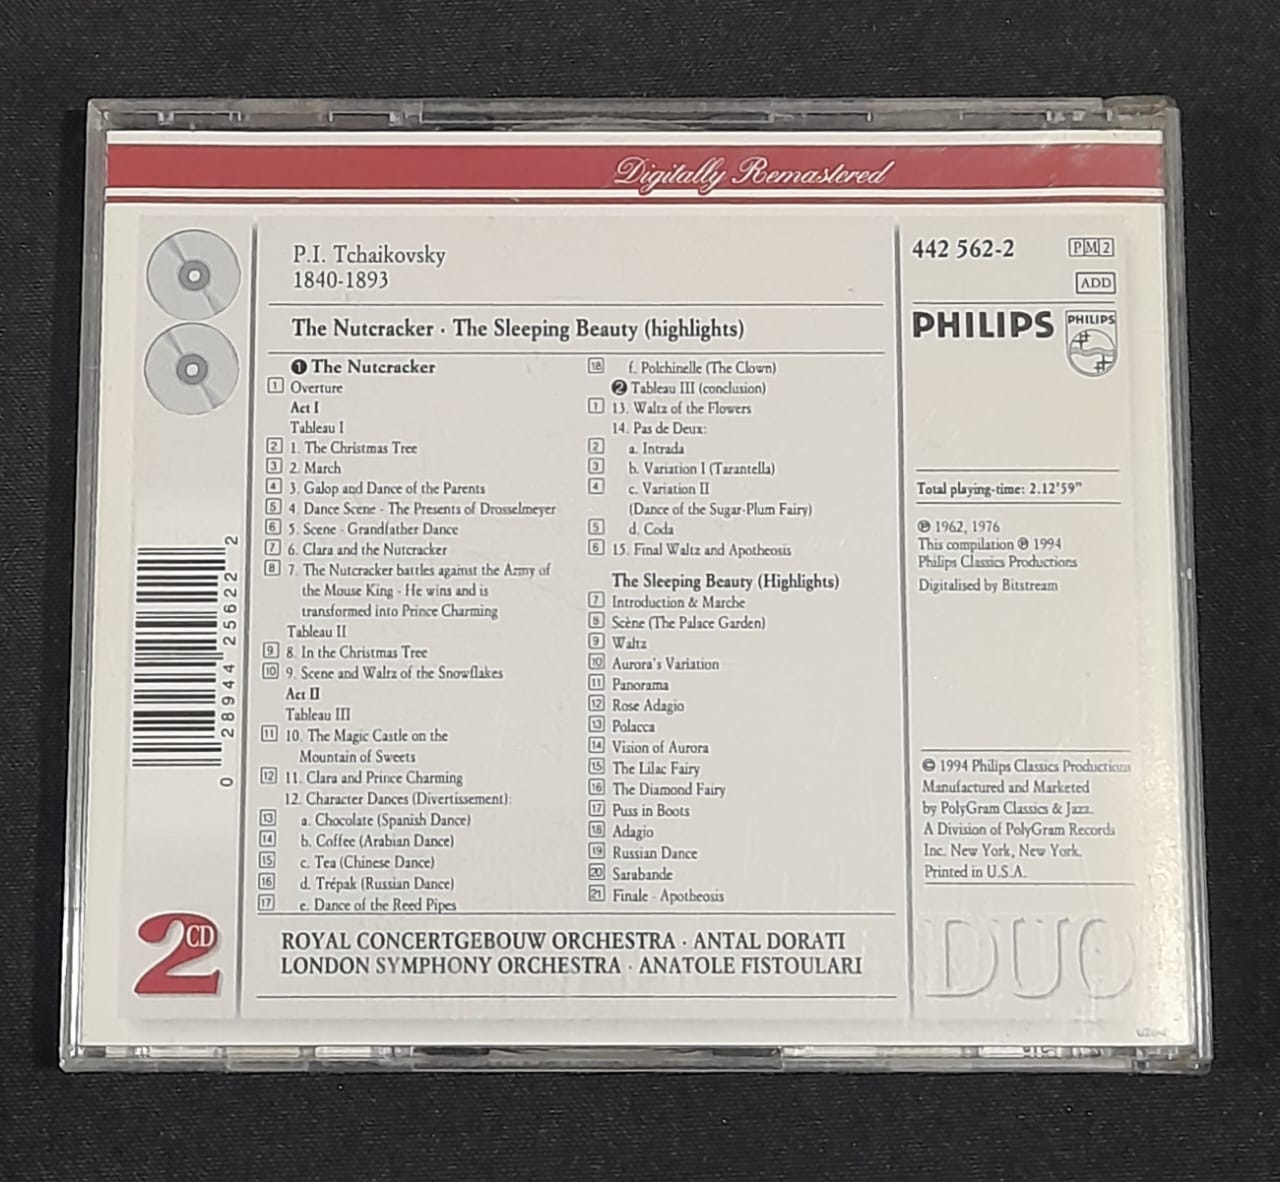 Digitally Remastered
P.I. Tchaikovsky
1840-1893
The Nutcracker · The Sleeping Beauty (highlights)
1 The Nutcracker
1 Overture
Act I
Tableau I
2 1. The Christmas Tree
3 2. March
4 3. Galop and Dance of the Parents
5 4. Dance Scene - The Presents of Drosselmeyer
6 5. Scene - Grandfather Dance
7 6. Clara and the Nutcracker
8 7. The Nutcracker battles against the Army of
the Mouse King - He wins and is
transformed into Prince Charming
Tableau II
9 8. In the Christmas Tree
10 9. Scene and Waltz of the Snowflakes
Act II
Tableau III
11 10. The Magic Castle on the
Mountain of Sweets
12 11. Clara and Prince Charming
12. Character Dances (Divertissement):
13 a. Chocolate (Spanish Dance)
14 b. Coffee (Arabian Dance)
15 c. Tea (Chinese Dance)
16 d. Trépak (Russian Dance)
17 e. Dance of the Reed Pipes
18 f. Polchinelle (The Clown)
2 Tableau III (conclusion)
1 13. Waltz of the Flowers
14. Pas de Deux:
2 a. Intrada
3 b. Variation I (Tarantella)
4 c. Variation II
(Dance of the Sugar-Plum Fairy)
5 d. Coda
6 15. Final Waltz and Apotheosis
The Sleeping Beauty (Highlights)
7 Introduction & Marche
8 Scène (The Palace Garden)
9 Waltz
10 Aurora's Variation
11 Panorama
12 Rose Adagio
13 Polacca
14 Vision of Aurora
15 The Lilac Fairy
16 The Diamond Fairy
17 Puss in Boots
18 Adagio
19 Russian Dance
20 Sarabande
21 Finale - Apotheosis
ROYAL CONCERTGEBOUW ORCHESTRA · ANTAL DORATI
LONDON SYMPHONY ORCHESTRA · ANATOLE FISTOULARI
442 562-2
PM2
ADD
PHILIPS
PHILIPS
Total playing-time: 2.12'59"
℗ 1962, 1976
This compilation ℗ 1994
Philips Classics Productions
Digitalised by Bitstream
© 1994 Philips Classics Productions
Manufactured and Marketed
by PolyGram Classics & Jazz.
A Division of PolyGram Records
Inc. New York, New York.
Printed in U.S.A.
DUO
2CD
0 28944 25622 2